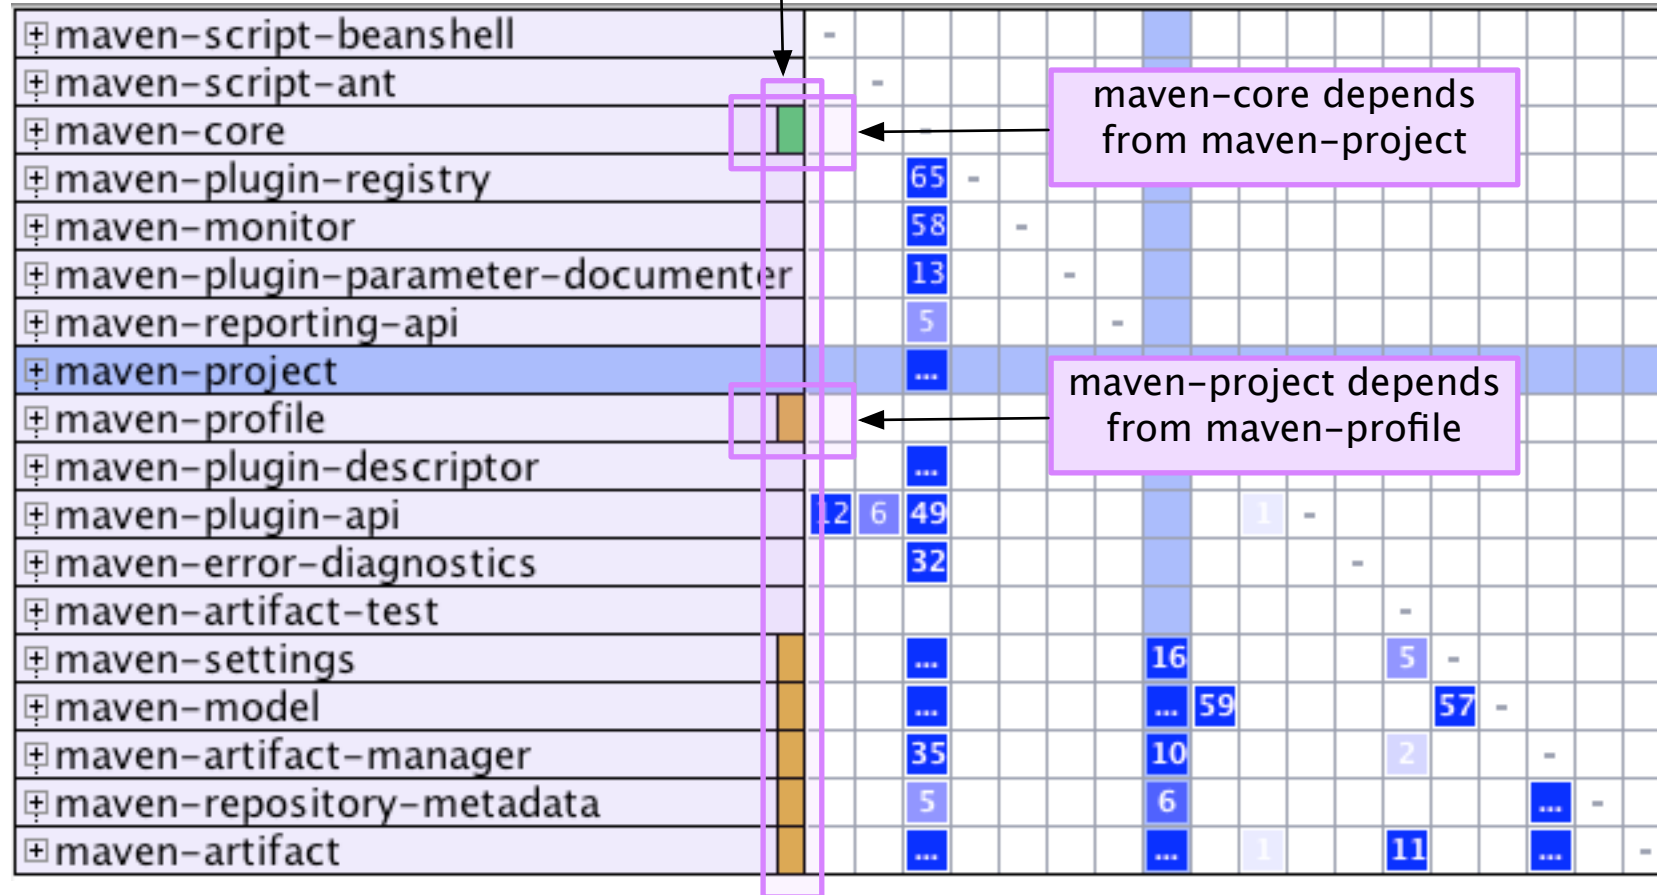 maven-script-beanshell -
maven-script-ant -
maven-core -
maven-core depends
from maven-project
maven-plugin-registry 65 -
maven-monitor 58 -
maven-plugin-parameter-documenter 13 -
maven-reporting-api 5 -
maven-project ...
maven-project depends
from maven-profile
maven-profile
maven-plugin-descriptor ...
maven-plugin-api 12 6 49 1 -
maven-error-diagnostics 32 -
maven-artifact-test -
maven-settings ... 16 5 -
maven-model ... ... 59 57 -
maven-artifact-manager 35 10 2 -
maven-repository-metadata 5 6 ... -
maven-artifact ... ... 1 11 ... -